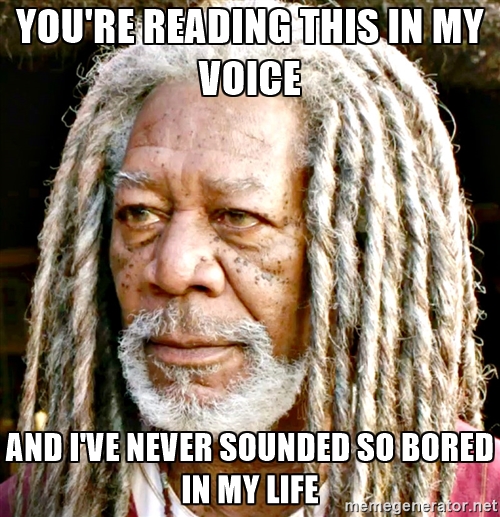 YOU'RE READING THIS IN MY
VOICE
AND I'VE NEVER SOUNDED SO BORED
IN MY LIFE
memegenerator.net